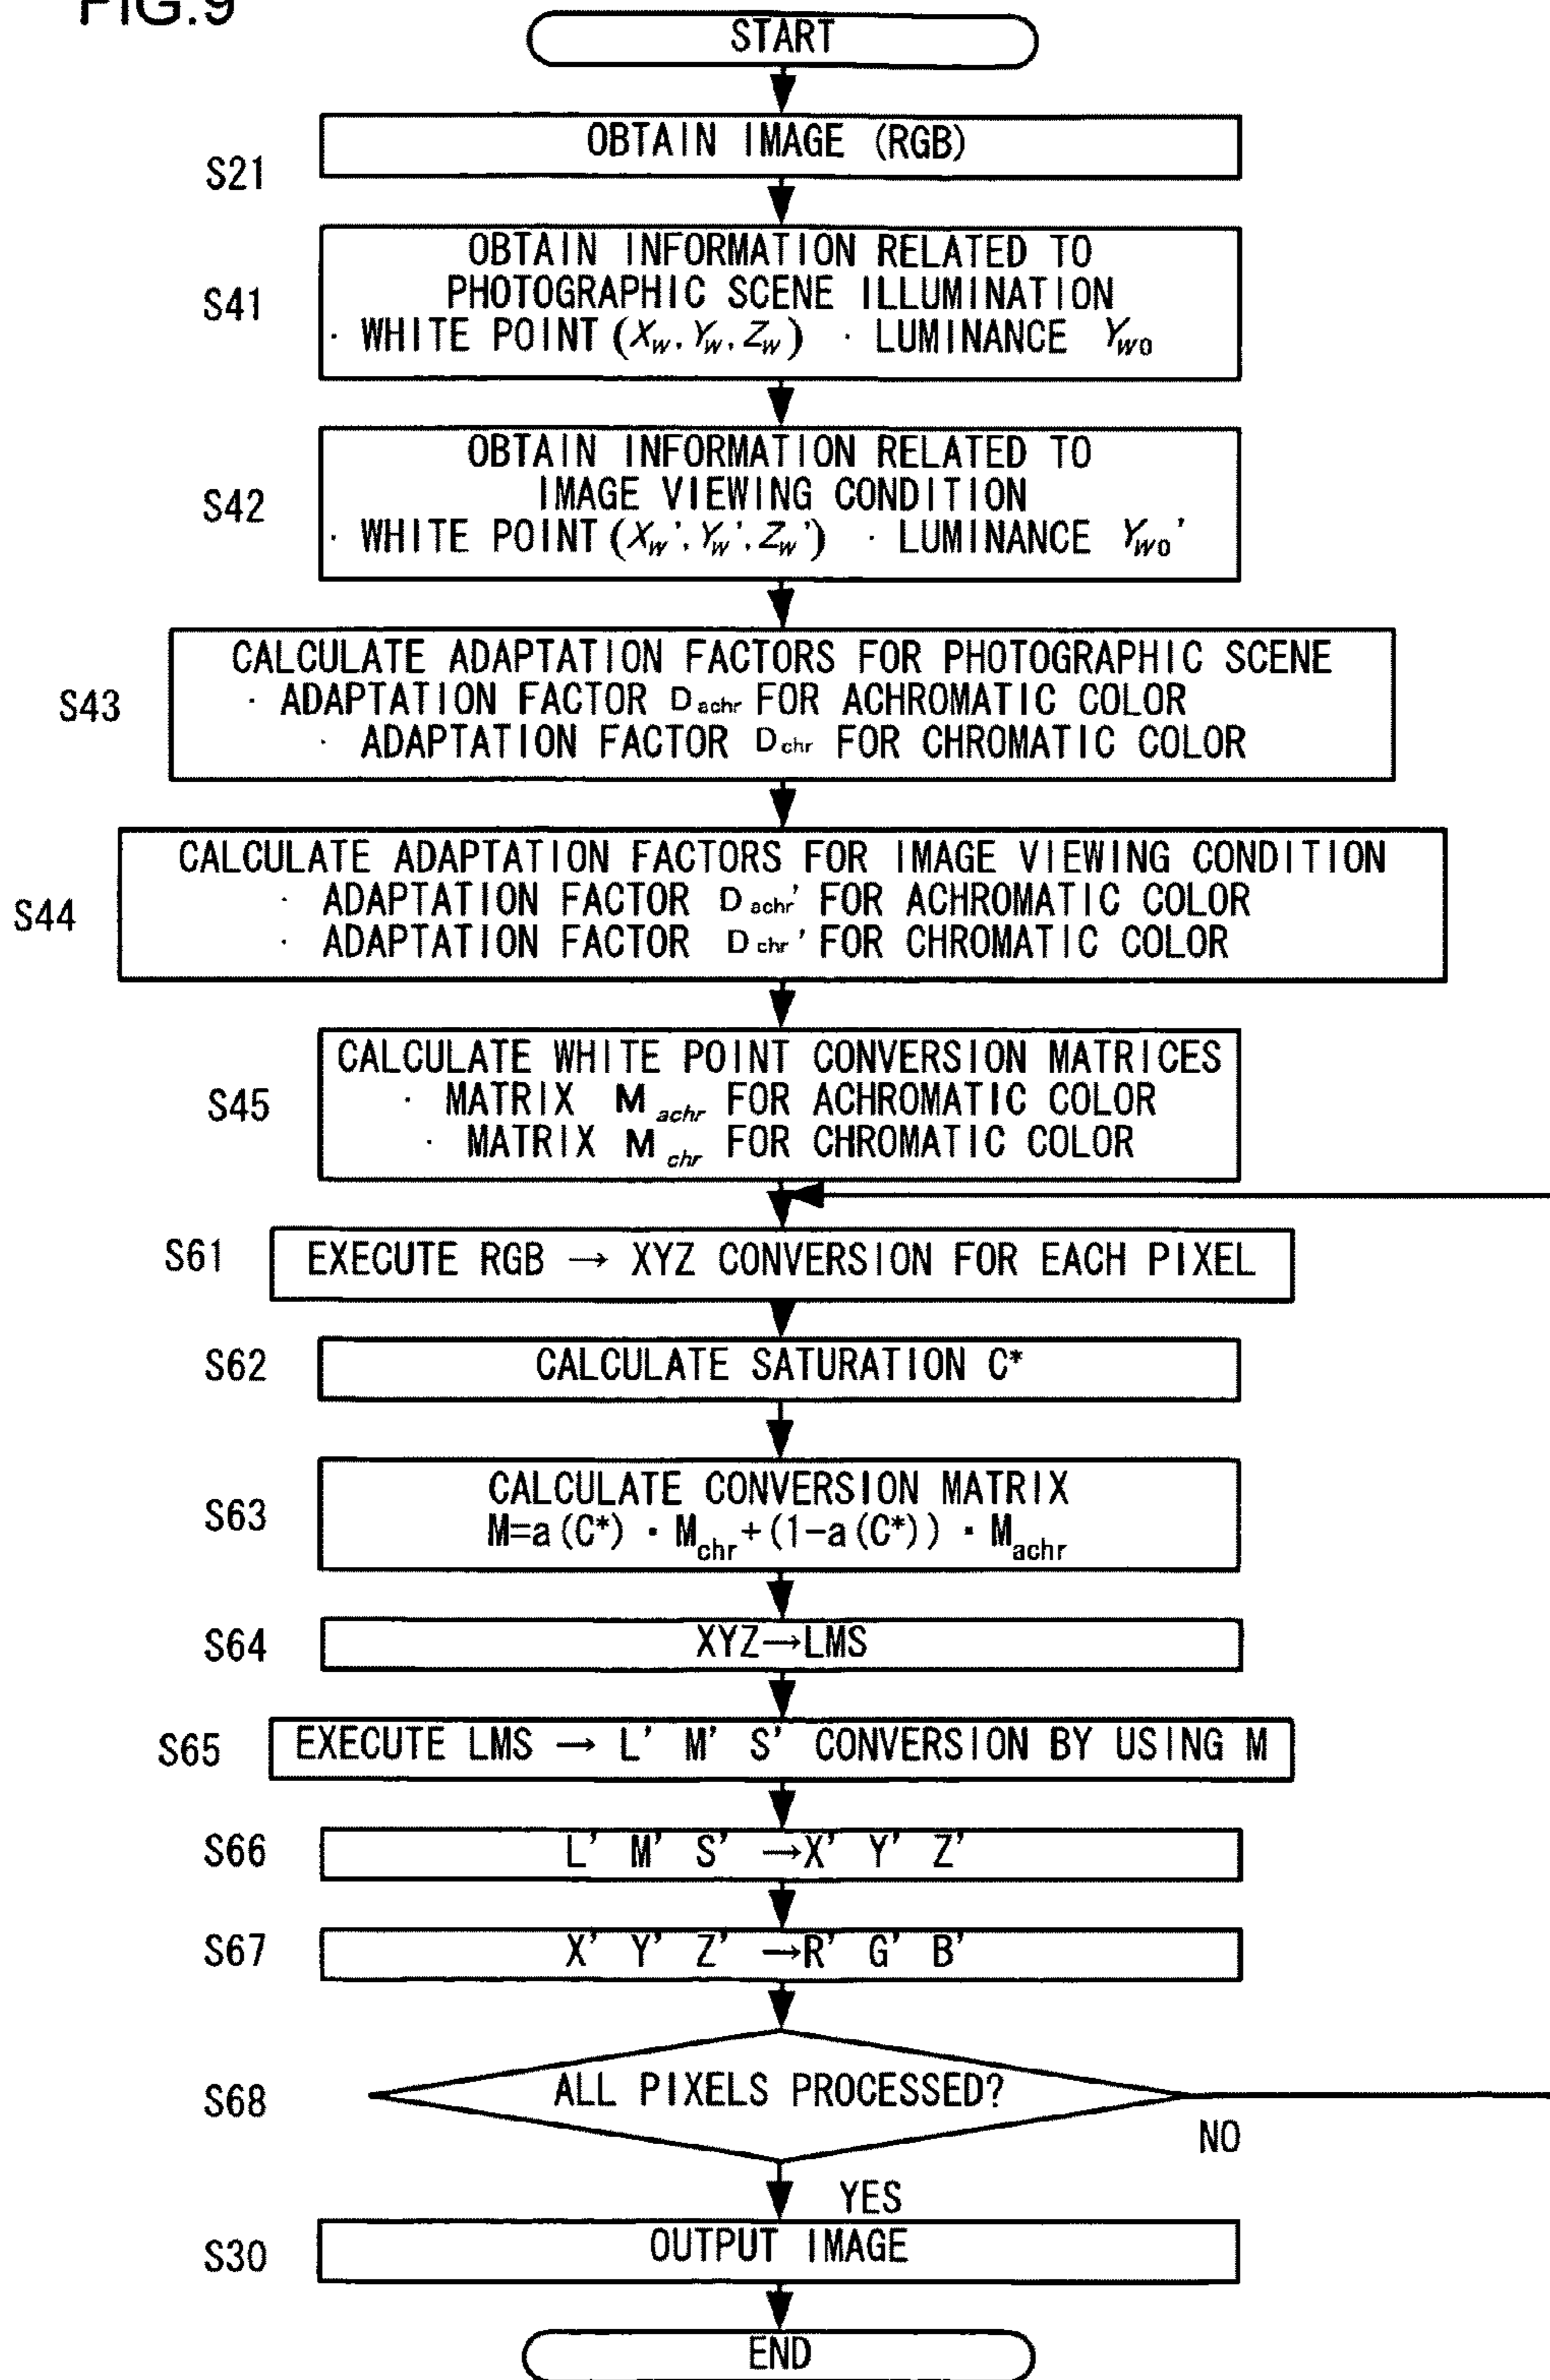 FIG.9
START
S21
OBTAIN IMAGE (RGB)
S41
OBTAIN INFORMATION RELATED TO
PHOTOGRAPHIC SCENE ILLUMINATION
· WHITE POINT (Xw, Yw, Zw) · LUMINANCE Yw0
S42
OBTAIN INFORMATION RELATED TO
IMAGE VIEWING CONDITION
· WHITE POINT (Xw', Yw', Zw') · LUMINANCE Yw0'
S43
CALCULATE ADAPTATION FACTORS FOR PHOTOGRAPHIC SCENE
· ADAPTATION FACTOR Dachr FOR ACHROMATIC COLOR
· ADAPTATION FACTOR Dchr FOR CHROMATIC COLOR
S44
CALCULATE ADAPTATION FACTORS FOR IMAGE VIEWING CONDITION
· ADAPTATION FACTOR Dachr' FOR ACHROMATIC COLOR
· ADAPTATION FACTOR Dchr' FOR CHROMATIC COLOR
S45
CALCULATE WHITE POINT CONVERSION MATRICES
· MATRIX Machr FOR ACHROMATIC COLOR
· MATRIX Mchr FOR CHROMATIC COLOR
S61
EXECUTE RGB → XYZ CONVERSION FOR EACH PIXEL
S62
CALCULATE SATURATION C*
S63
CALCULATE CONVERSION MATRIX
M=a(C*) · Mchr+(1-a(C*)) · Machr
S64
XYZ→LMS
S65
EXECUTE LMS → L' M' S' CONVERSION BY USING M
S66
L' M' S' →X' Y' Z'
S67
X' Y' Z' →R' G' B'
S68
ALL PIXELS PROCESSED?
NO
YES
S30
OUTPUT IMAGE
END